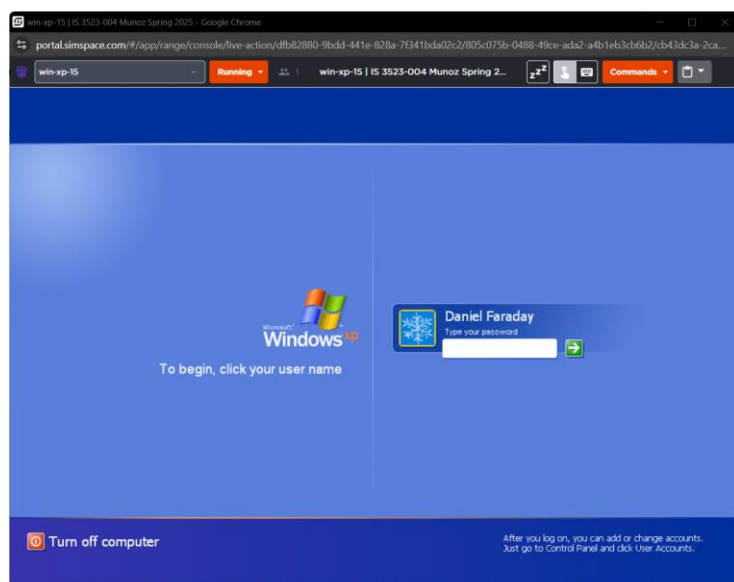 win-xp-15 | IS 3523-004 Munoz Spring 2025 - Google Chrome
portal.simspace.com/#/app/range/console/live-action/dfb82880-9bdd-441e-828a-7f341bda02c2/805c075b-0488-49ce-ada2-a4b1eb3cb6b2/cb43dc3a-2ca...
win-xp-15 Running 1 win-xp-15 | IS 3523-004 Munoz Spring 2... zzz Commands
Daniel Faraday
Type your password
Microsoft
Windows xp
To begin, click your user name
Turn off computer
After you log on, you can add or change accounts.
Just go to Control Panel and click User Accounts.